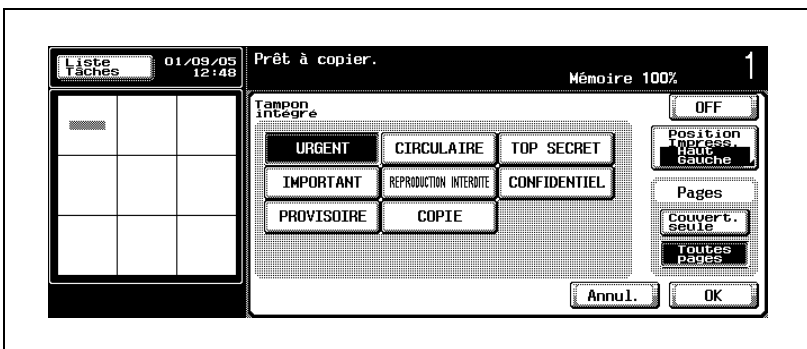 Liste
Tâches
01/09/05
12:48
Prêt à copier.
Mémoire 100%
1
Tampon
intégré
OFF
URGENT
CIRCULAIRE
TOP SECRET
IMPORTANT
REPRODUCTION INTERDITE
CONFIDENTIEL
PROVISOIRE
COPIE
Position
Impress.
Haut
Gauche
Pages
Couvert.
seule
Toutes
pages
Annul.
OK